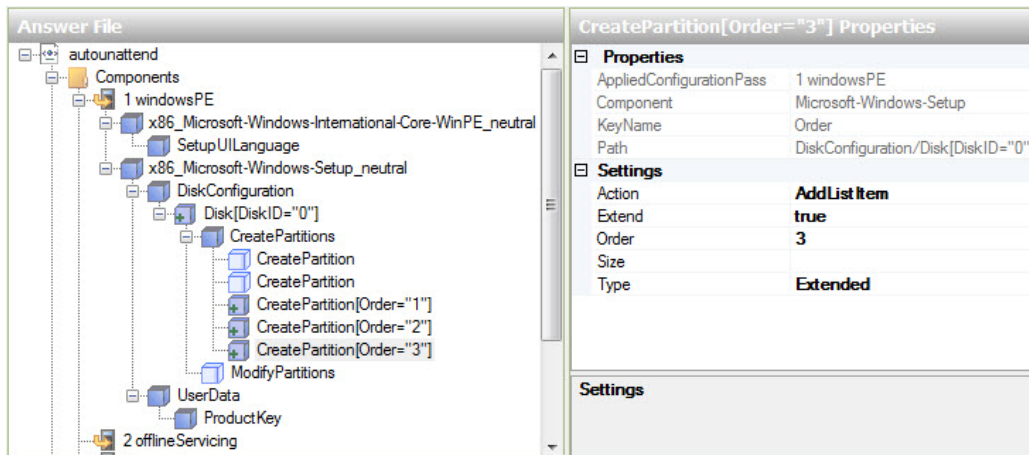 Answer File
autounattend
Components
1 windowsPE
x86_Microsoft-Windows-International-Core-WinPE_neutral
SetupUILanguage
x86_Microsoft-Windows-Setup_neutral
DiskConfiguration
Disk[DiskID="0"]
CreatePartitions
CreatePartition
CreatePartition
CreatePartition[Order="1"]
CreatePartition[Order="2"]
CreatePartition[Order="3"]
ModifyPartitions
UserData
ProductKey
2 offlineServicing
CreatePartition[Order="3"] Properties
Properties
AppliedConfigurationPass 1 windowsPE
Component Microsoft-Windows-Setup
KeyName Order
Path DiskConfiguration/Disk[DiskID="0"
Settings
Action AddListItem
Extend true
Order 3
Size
Type Extended
Settings